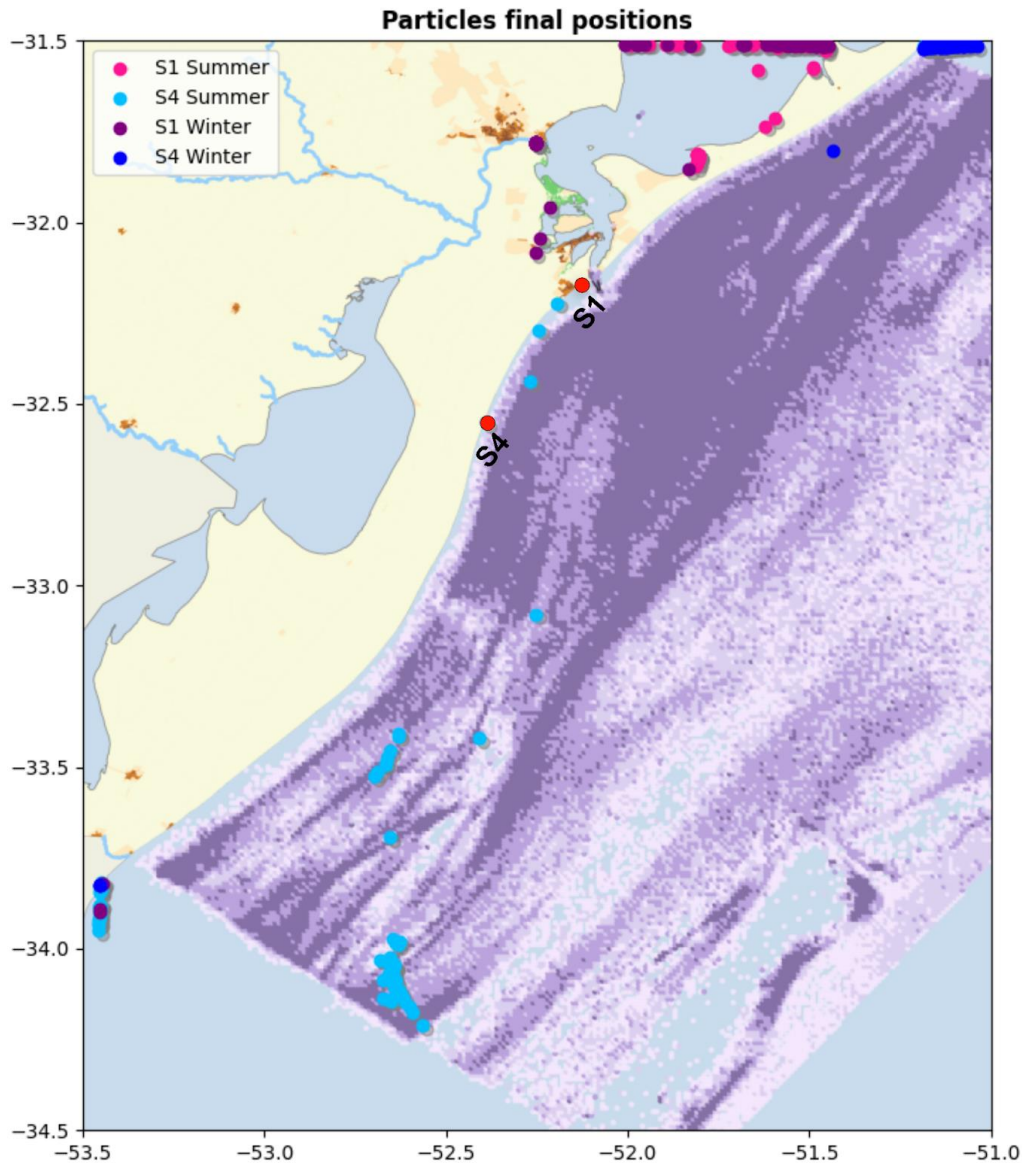 Particles final positions
S1 Summer
S4 Summer
S1 Winter
S4 Winter
−31.5
−32.0
−32.5
−33.0
−33.5
−34.0
−34.5
S1
S4
−53.5 −53.0 −52.5 −52.0 −51.5 −51.0